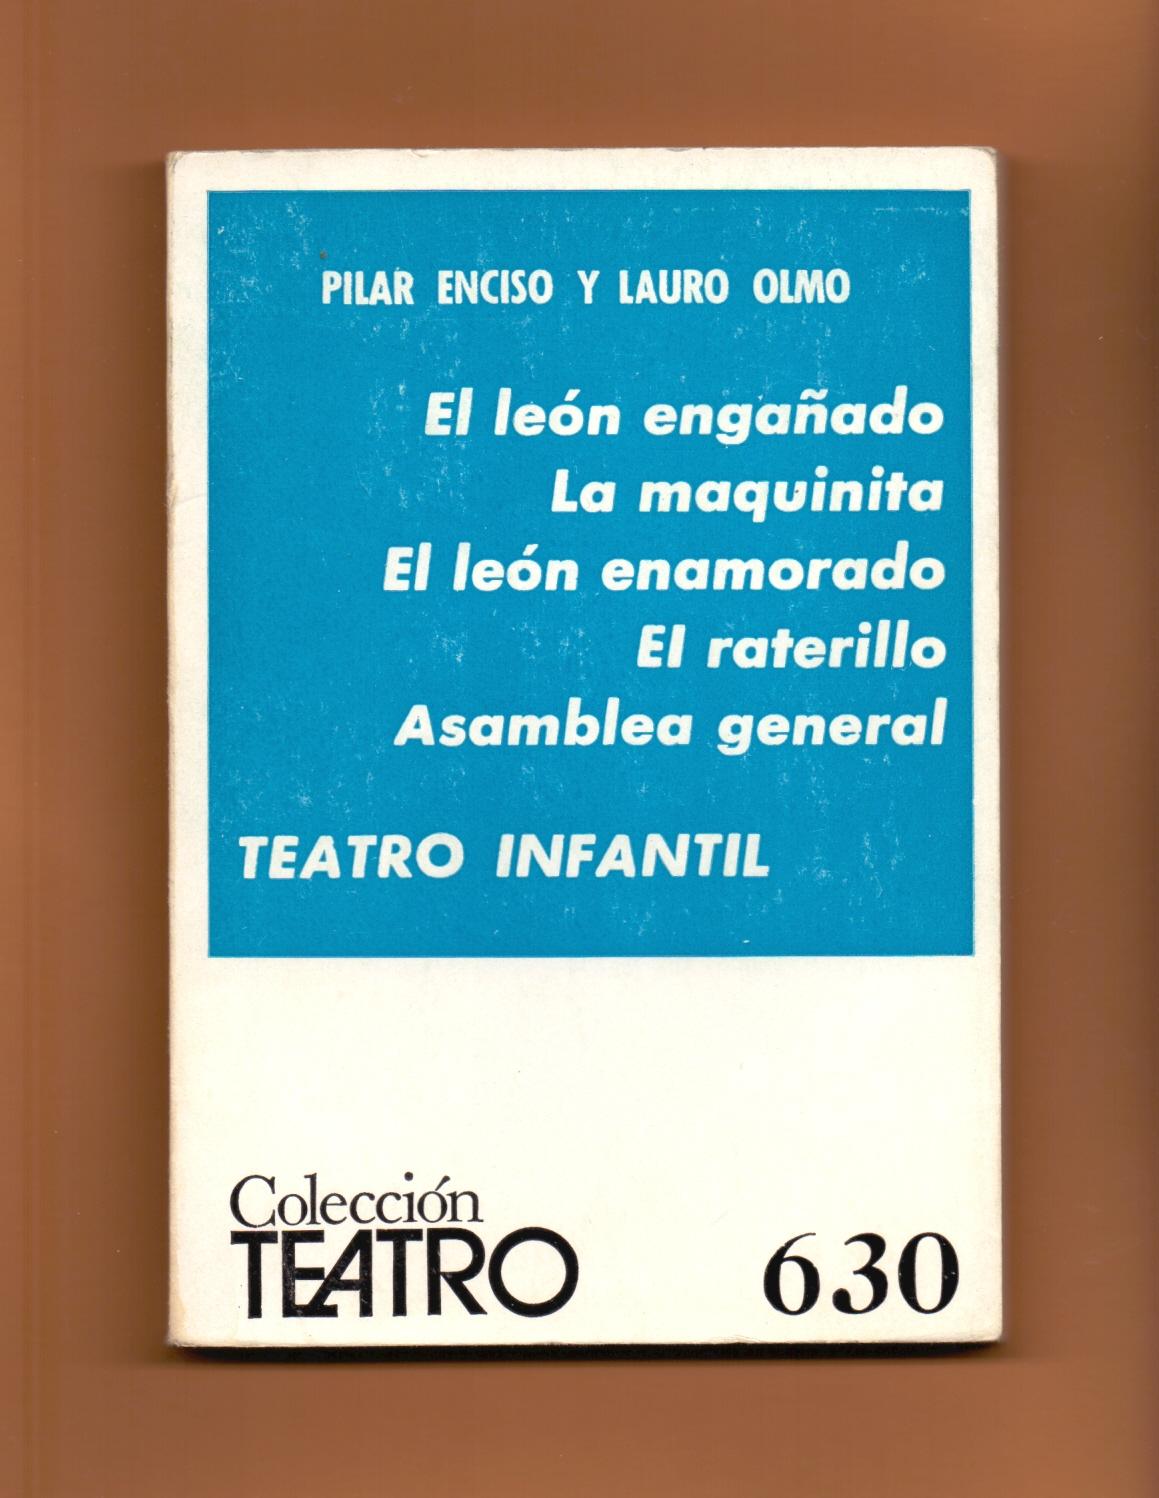 PILAR ENCISO Y LAURO OLMO
El león engañado
La maquinita
El león enamorado
El raterillo
Asamblea general
TEATRO INFANTIL
Colección
TEATRO
630